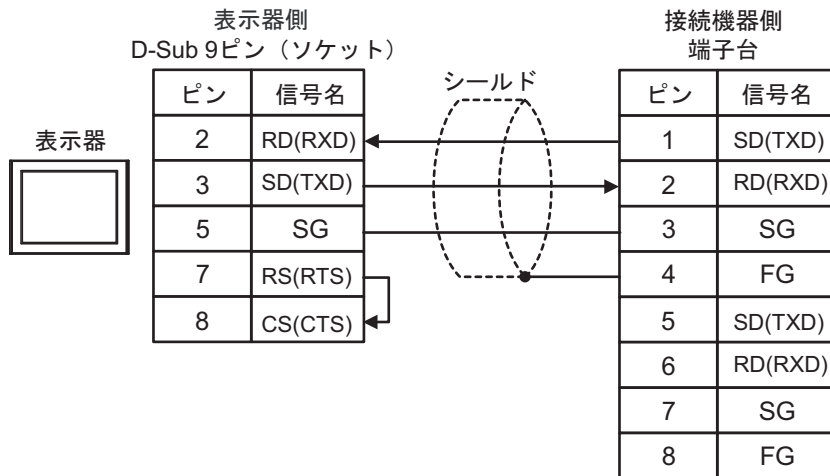 表示器側
D-Sub 9ピン（ソケット）
接続機器側
端子台
シールド
表示器
ピン 信号名
2 RD(RXD)
3 SD(TXD)
5 SG
7 RS(RTS)
8 CS(CTS)
ピン 信号名
1 SD(TXD)
2 RD(RXD)
3 SG
4 FG
5 SD(TXD)
6 RD(RXD)
7 SG
8 FG